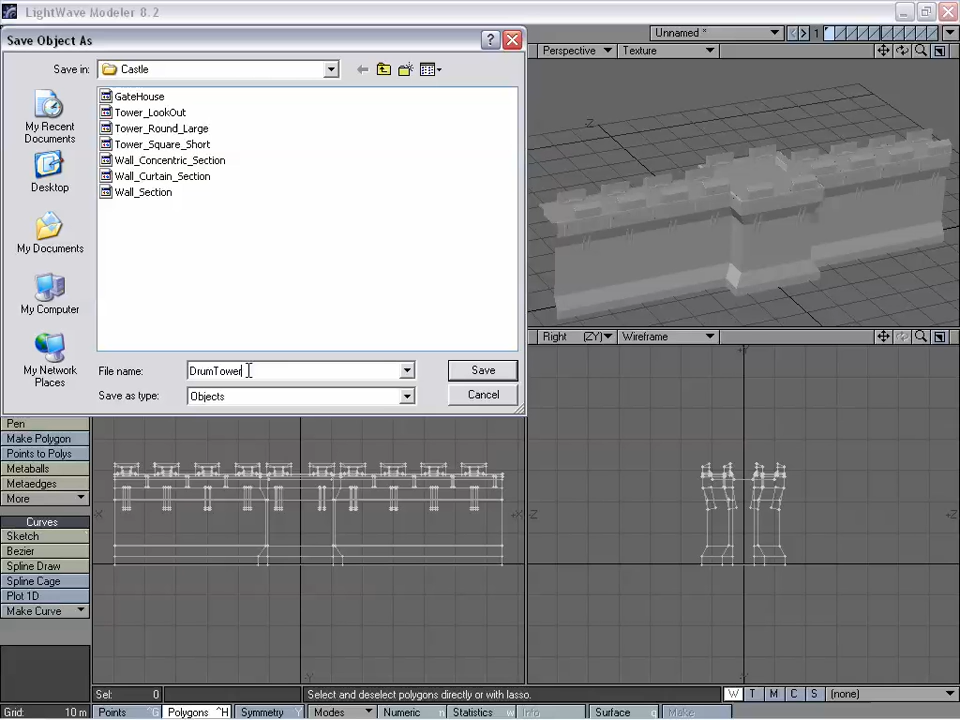 LightWave Modeler 8.2
Save Object As
Unnamed *
1
Save in:
Castle
Perspective
Texture
GateHouse
Tower_LookOut
Tower_Round_Large
Tower_Square_Short
Wall_Concentric_Section
Wall_Curtain_Section
Wall_Section
My Recent
Documents
Desktop
My Documents
My Computer
My Network
Places
-Z
Right
(ZY)
Wireframe
File name:
DrumTower
Save
Save as type:
Objects
Cancel
Pen
Make Polygon
Points to Polys
Metaballs
Metaedges
More
Curves
Sketch
Bezier
Spline Draw
Spline Cage
Plot 1D
Make Curve
Sel:
0
Select and deselect polygons directly or with lasso.
W
T
M
C
S
(none)
Grid:
10 m
Points
^G
Polygons
^H
Symmetry
Y
Modes
Numeric
n
Statistics
w
Info
i
Surface
q
Make